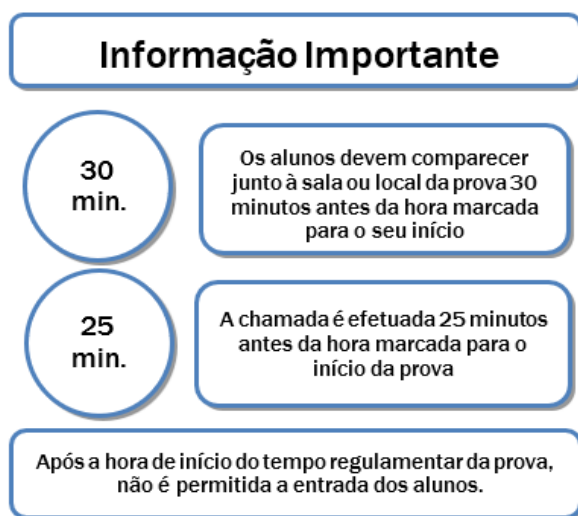 Informação Importante
30
min.
Os alunos devem comparecer
junto à sala ou local da prova 30
minutos antes da hora marcada
para o seu início
25
min.
A chamada é efetuada 25 minutos
antes da hora marcada para o
início da prova
Após a hora de início do tempo regulamentar da prova,
não é permitida a entrada dos alunos.